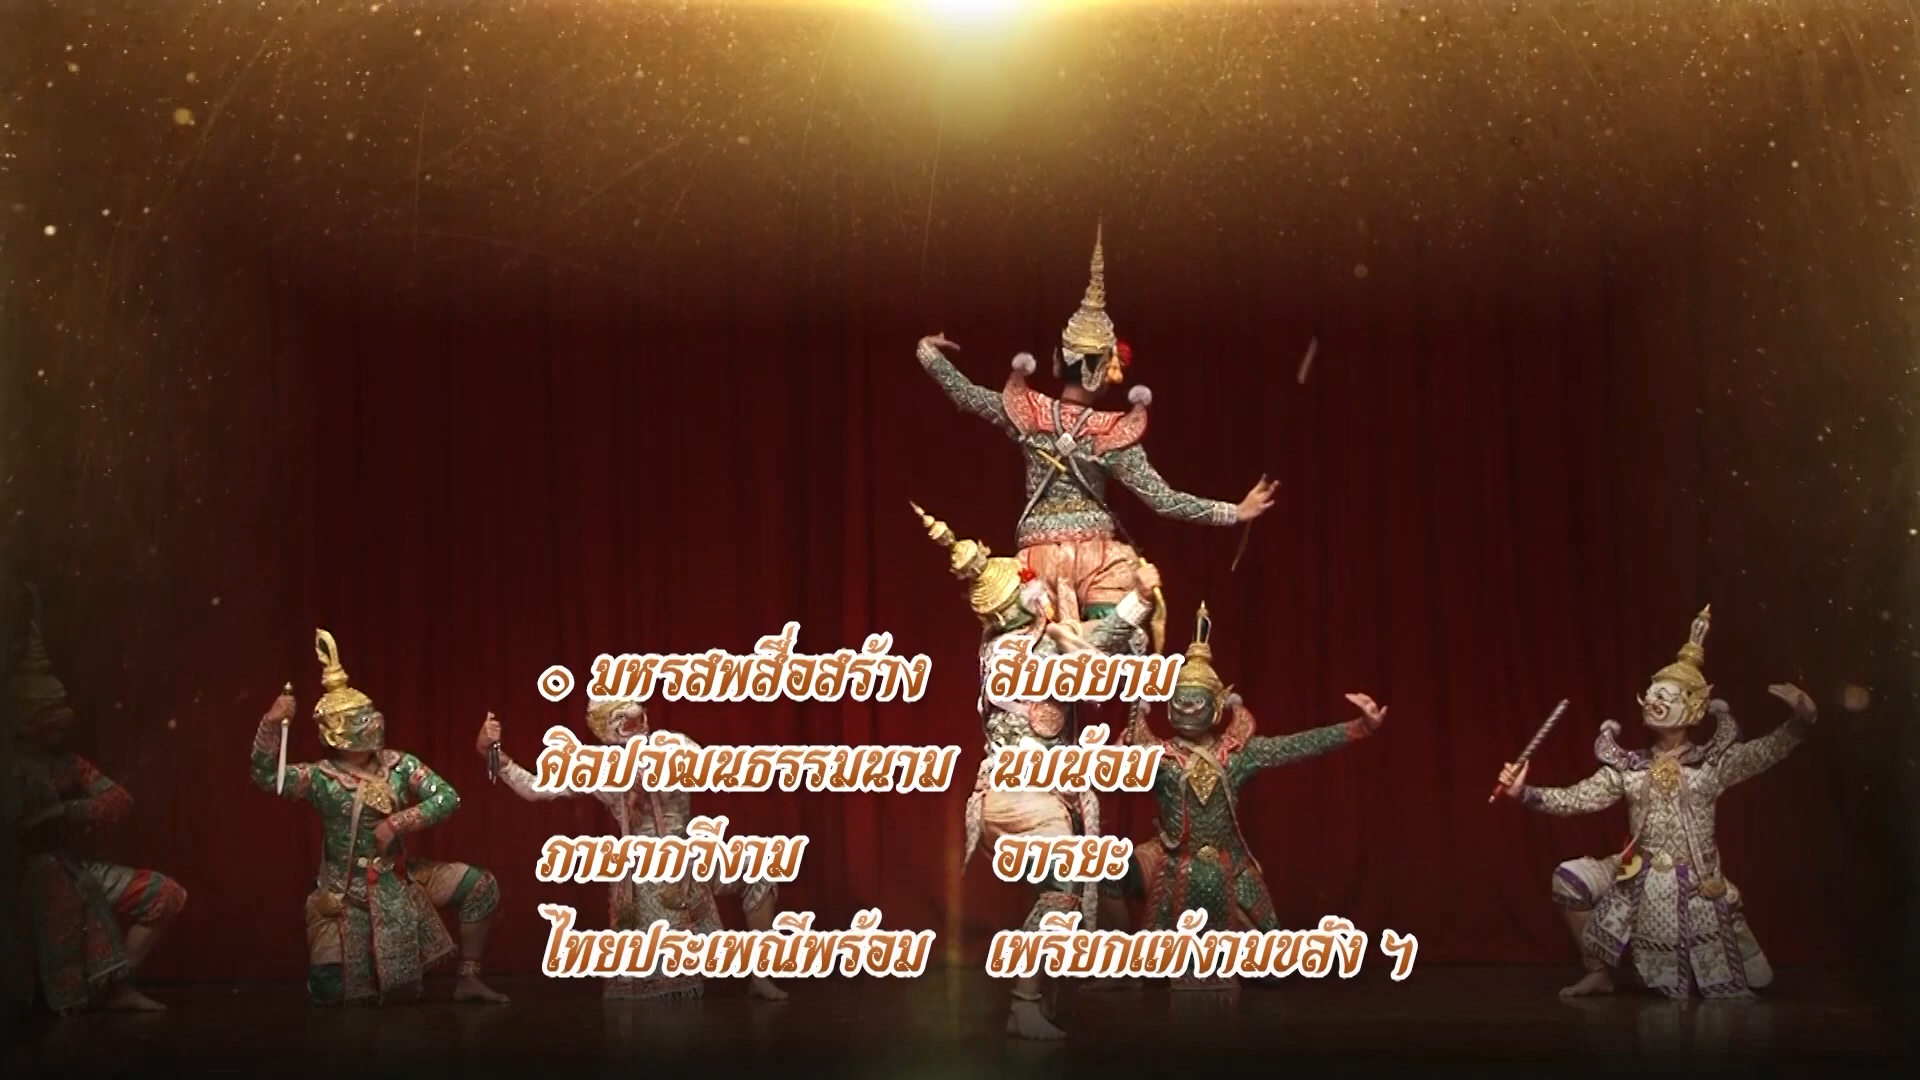 ๐ มหรสพสื่อสร้าง สืบสยาม
ศิลปวัฒนธรรมนาม นบน้อม
ภาษากวีงาม อารยะ
ไทยประเพณีพร้อม เพรียกแท้งามขลัง ฯ